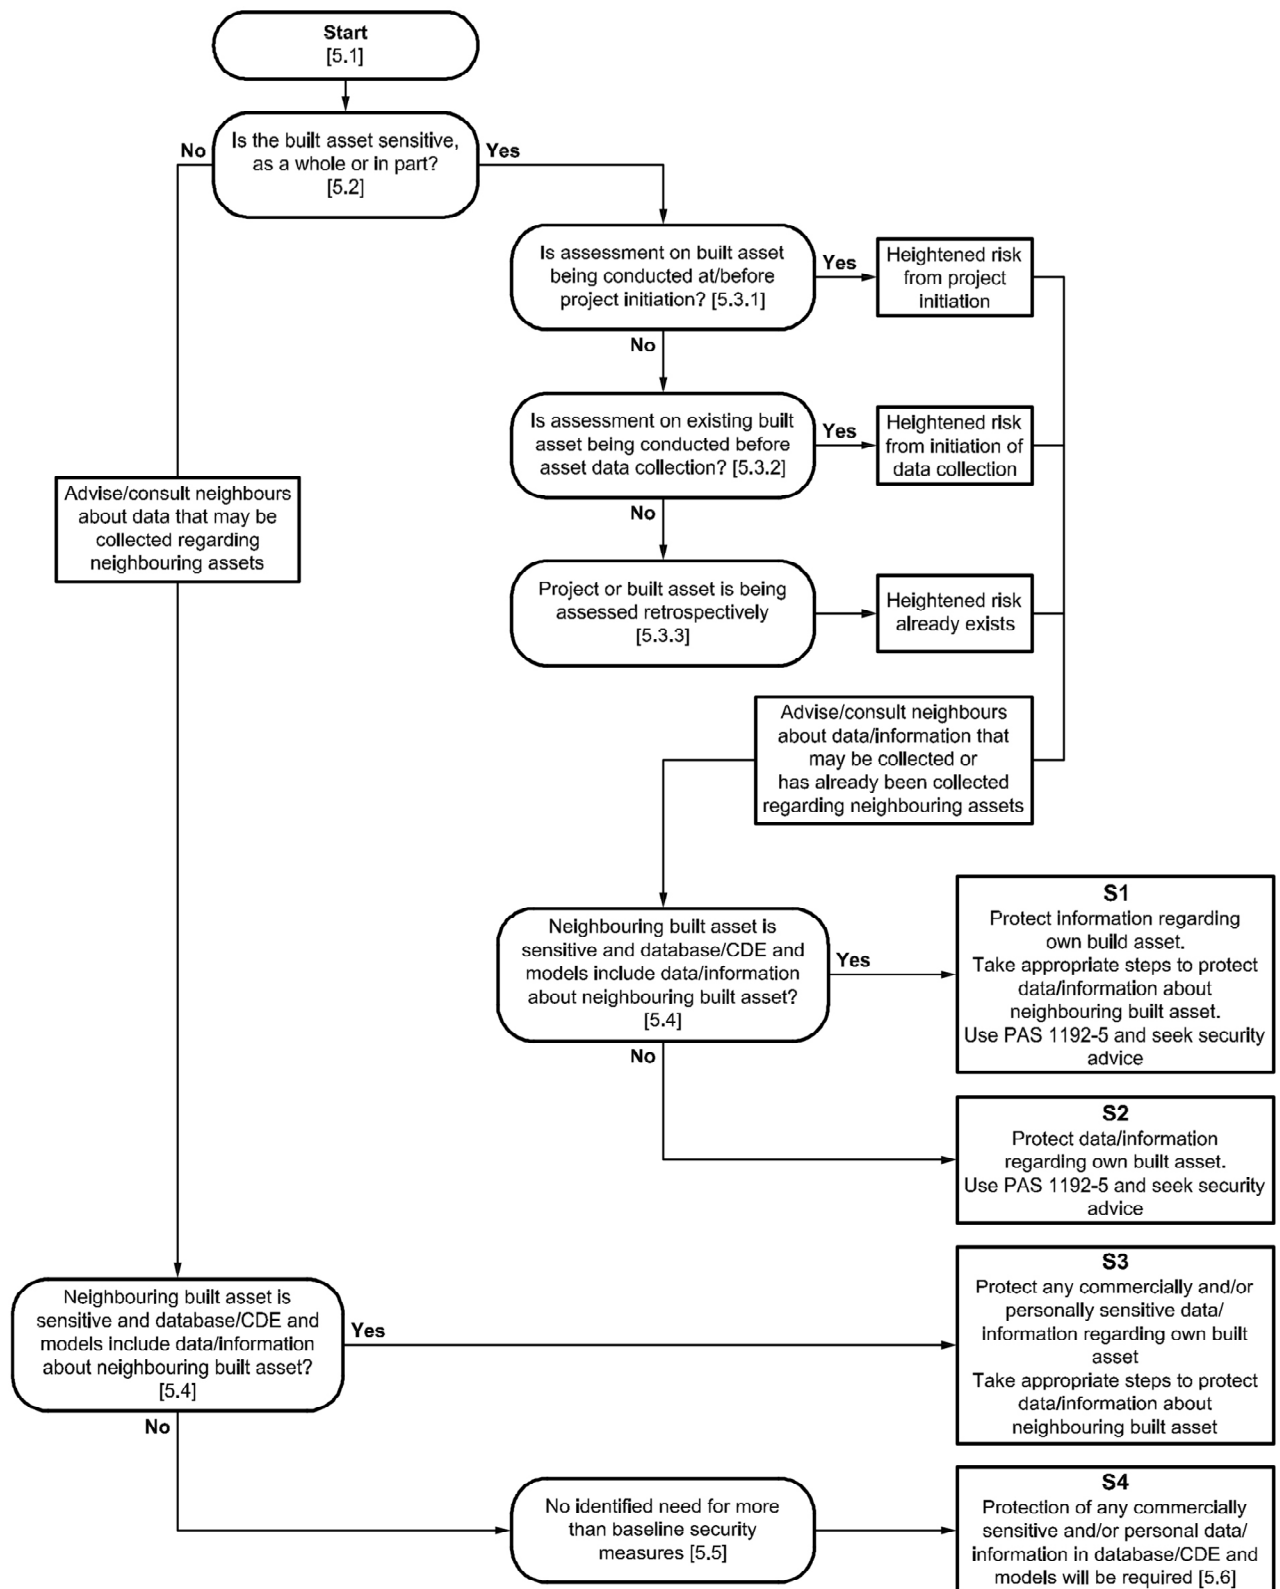 Start
[5.1]
Is the built asset sensitive,
as a whole or in part?
[5.2]
No
Yes
Is assessment on built asset
being conducted at/before
project initiation? [5.3.1]
Yes
Heightened risk
from project
initiation
No
Is assessment on existing built
asset being conducted before
asset data collection? [5.3.2]
Yes
Heightened risk
from initiation of
data collection
No
Advise/consult neighbours
about data that may be
collected regarding
neighbouring assets
Project or built asset is being
assessed retrospectively
[5.3.3]
Heightened risk
already exists
Advise/consult neighbours
about data/information that
may be collected or
has already been collected
regarding neighbouring assets
Neighbouring built asset is
sensitive and database/CDE and
models include data/information
about neighbouring built asset?
[5.4]
Yes
No
S1
Protect information regarding
own build asset.
Take appropriate steps to protect
data/information about
neighbouring built asset.
Use PAS 1192-5 and seek security
advice
S2
Protect data/information
regarding own built asset.
Use PAS 1192-5 and seek security
advice
Neighbouring built asset is
sensitive and database/CDE and
models include data/information
about neighbouring built asset?
[5.4]
Yes
No
S3
Protect any commercially and/or
personally sensitive data/
information regarding own built
asset
Take appropriate steps to protect
data/information about
neighbouring built asset
No identified need for more
than baseline security
measures [5.5]
S4
Protection of any commercially
sensitive and/or personal data/
information in database/CDE and
models will be required [5.6]